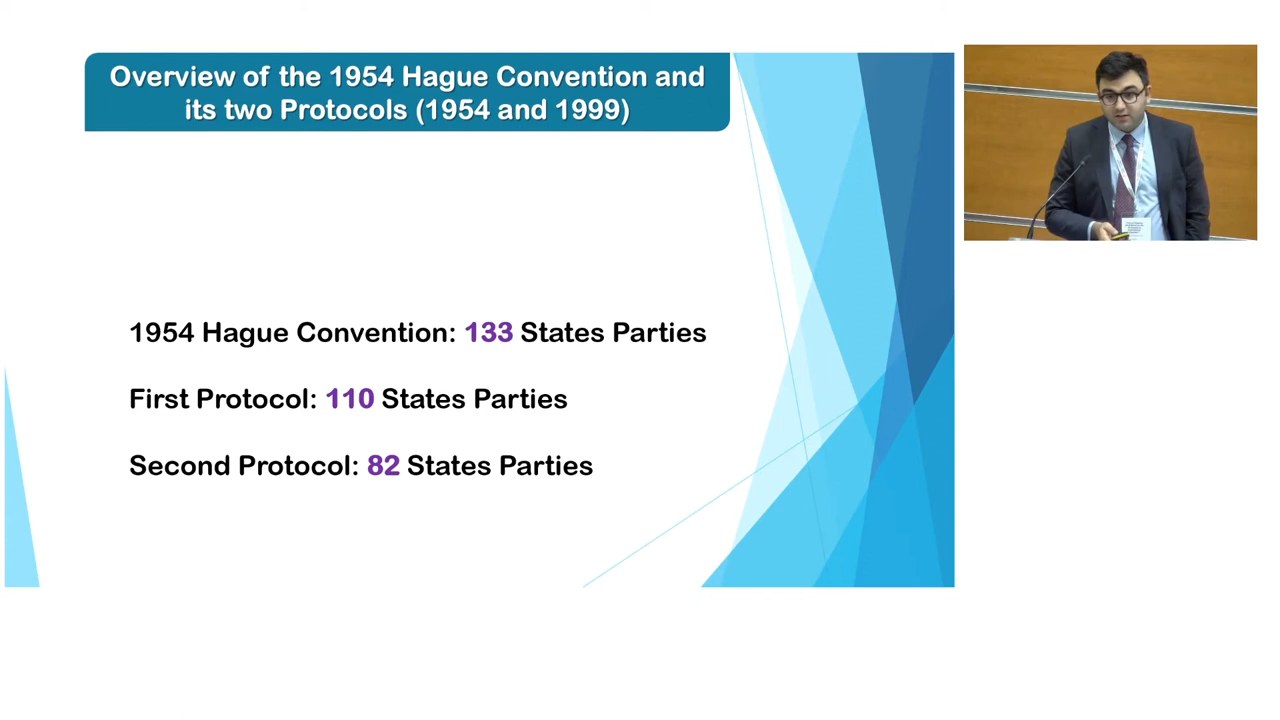 Overview of the 1954 Hague Convention and
its two Protocols (1954 and 1999)
1954 Hague Convention: 133 States Parties
First Protocol: 110 States Parties
Second Protocol: 82 States Parties